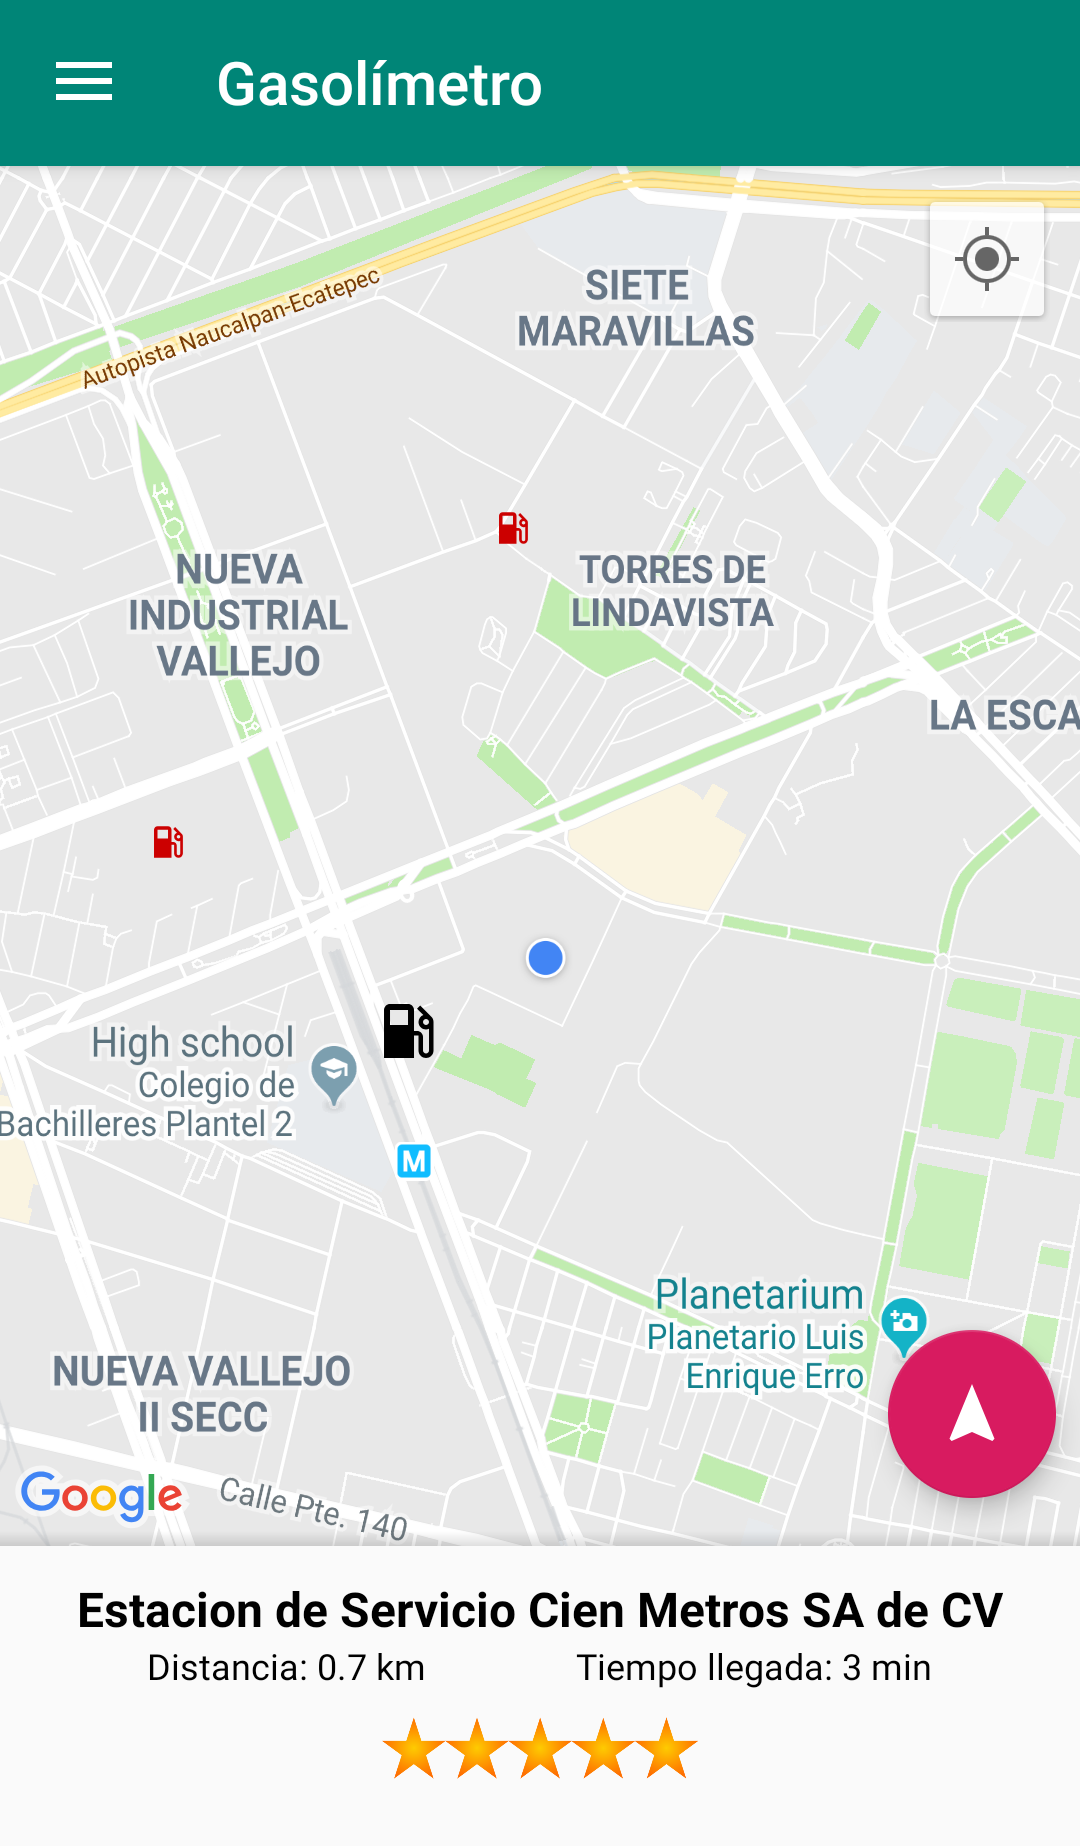 Gasolímetro
Autopista Naucalpan-Ecatepec
SIETE
MARAVILLAS
NUEVA
INDUSTRIAL
VALLEJO
TORRES DE
LINDAVISTA
LA ESCA
High school
Colegio de
Bachilleres Plantel 2
M
Planetarium
Planetario Luis
Enrique Erro
NUEVA VALLEJO
II SECC
Google
Calle Pte. 140
Estacion de Servicio Cien Metros SA de CV
Distancia: 0.7 km
Tiempo llegada: 3 min